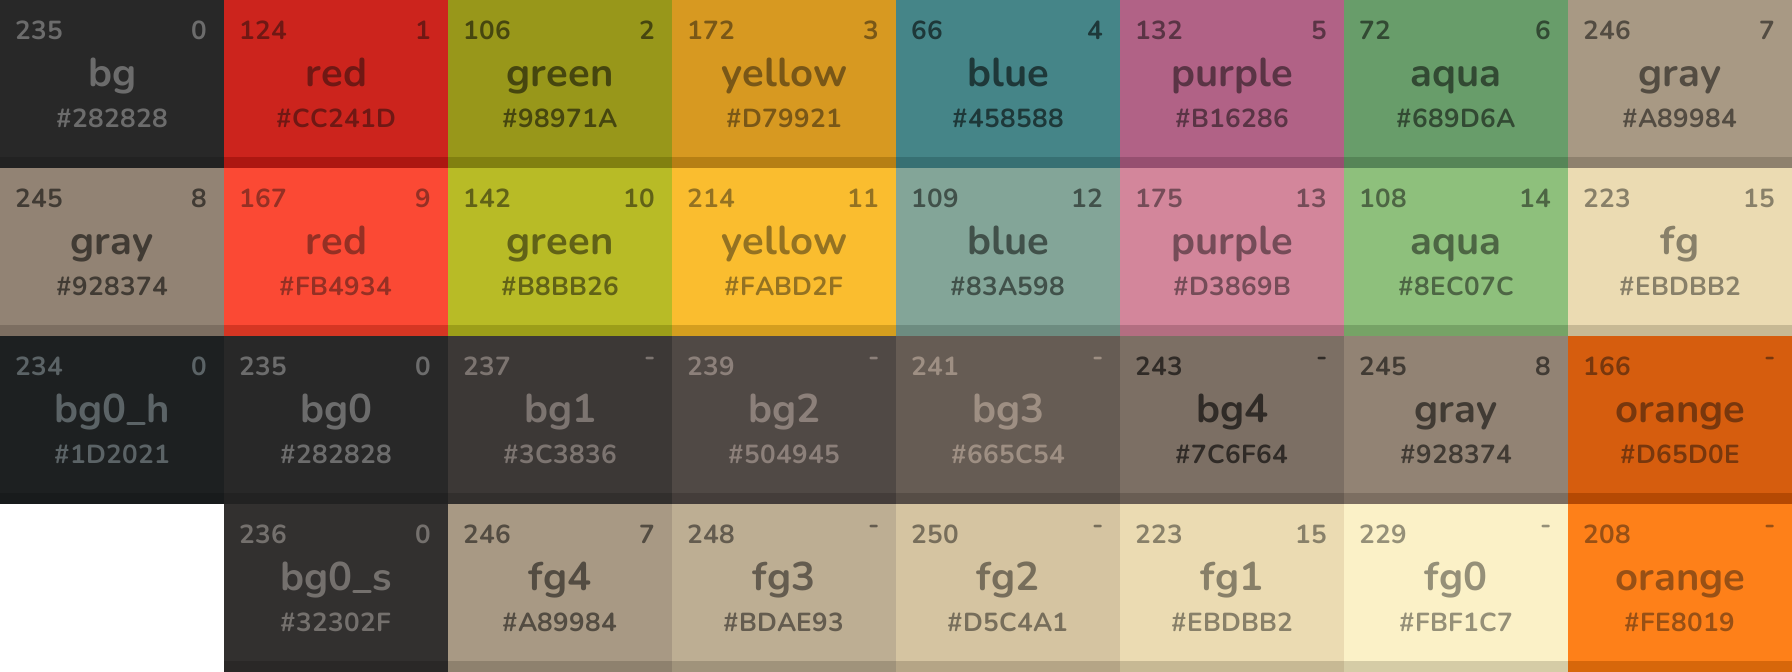 235 0 124 1 106 2 172 3 66 4 132 5 72 6 246 7
bg red green yellow blue purple aqua gray
#282828 #CC241D #98971A #D79921 #458588 #B16286 #689D6A #A89984
245 8 167 9 142 10 214 11 109 12 175 13 108 14 223 15
gray red green yellow blue purple aqua fg
#928374 #FB4934 #B8BB26 #FABD2F #83A598 #D3869B #8EC07C #EBDBB2
234 0 235 0 237 - 239 - 241 - 243 - 245 8 166 -
bg0_h bg0 bg1 bg2 bg3 bg4 gray orange
#1D2021 #282828 #3C3836 #504945 #665C54 #7C6F64 #928374 #D65D0E
236 0 246 7 248 - 250 - 223 15 229 - 208 -
bg0_s fg4 fg3 fg2 fg1 fg0 orange
#32302F #A89984 #BDAE93 #D5C4A1 #EBDBB2 #FBF1C7 #FE8019